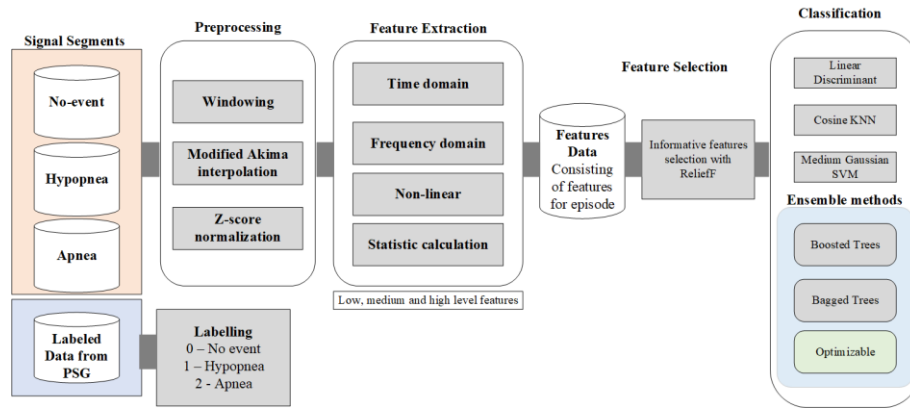 Signal Segments
No-event
Hypopnea
Apnea
Labeled
Data from
PSG
Preprocessing
Windowing
Modified Akima
interpolation
Z-score
normalization
Labelling
0 – No event
1 – Hypopnea
2 - Apnea
Feature Extraction
Time domain
Frequency domain
Non-linear
Statistic calculation
Low, medium and high level features
Features
Data
Consisting
of features
for episode
Feature Selection
Informative features
selection with
ReliefF
Classification
Linear
Discriminant
Cosine KNN
Medium Gaussian
SVM
Ensemble methods
Boosted Trees
Bagged Trees
Optimizable